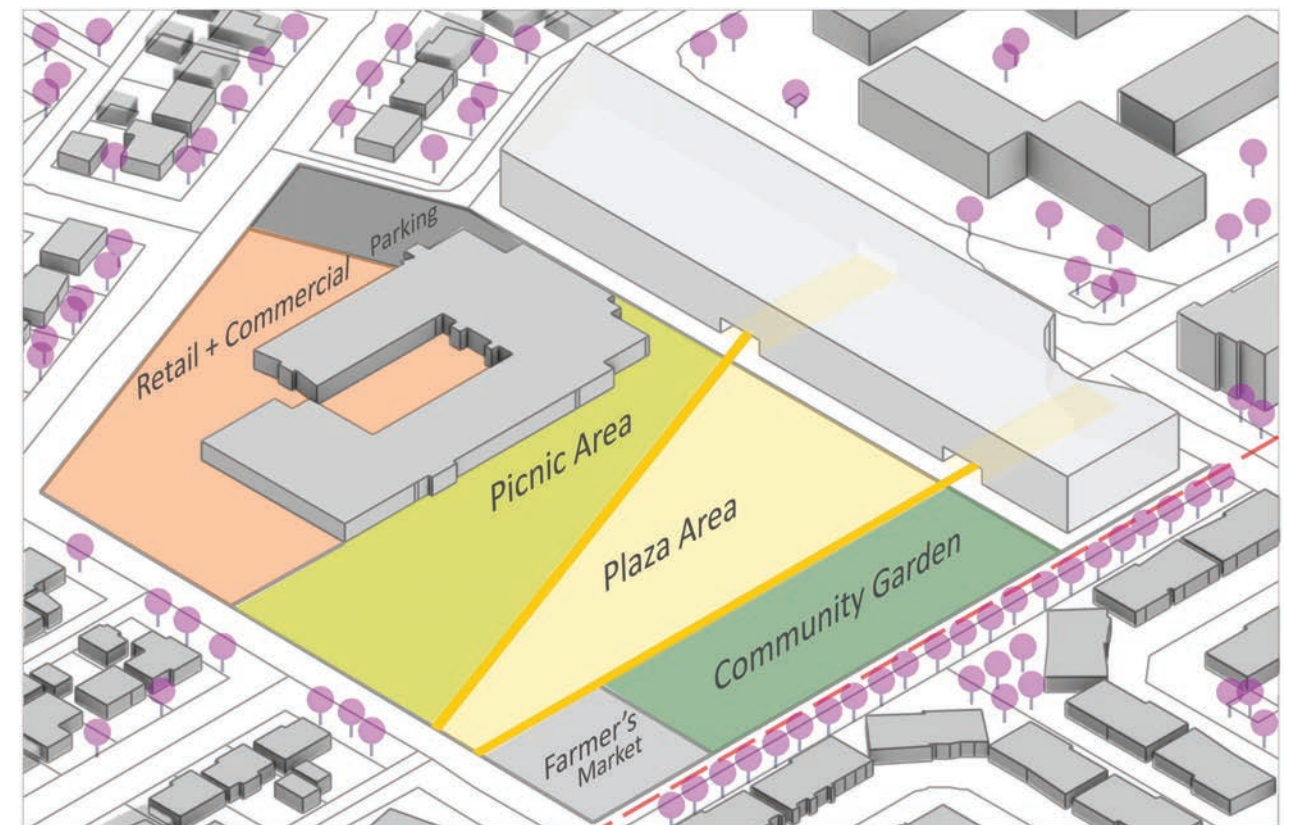 Parking
Retail + Commercial
Picnic Area
Plaza Area
Community Garden
Farmer's
Market